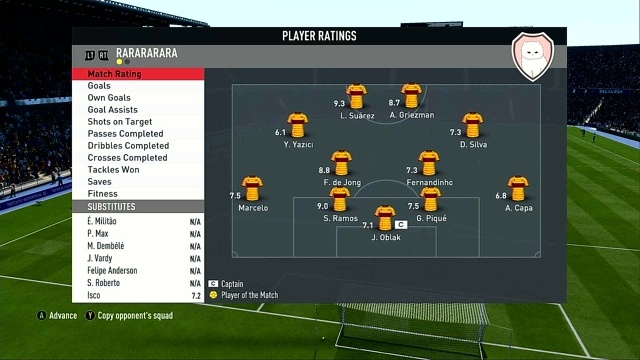 PLAYER RATINGS
LT RT RARARARARA
Match Rating
Goals
Own Goals
Goal Assists
Shots on Target
Passes Completed
Dribbles Completed
Crosses Completed
Tackles Won
Saves
Fitness
SUBSTITUTES
É. Militão N/A
P. Max N/A
M. Dembélé N/A
J. Vardy N/A
Felipe Anderson N/A
S. Roberto N/A
Isco 7.2
9.3 8.7
L. Suárez A. Griezman
6.1 7.3
Y. Yazıcı D. Silva
8.8 7.3
F. de Jong Fernandinho
7.5 9.0 7.5 6.8
Marcelo S. Ramos G. Piqué A. Capa
7.1 C
J. Oblak
C Captain
Player of the Match
A Advance Y Copy opponent's squad